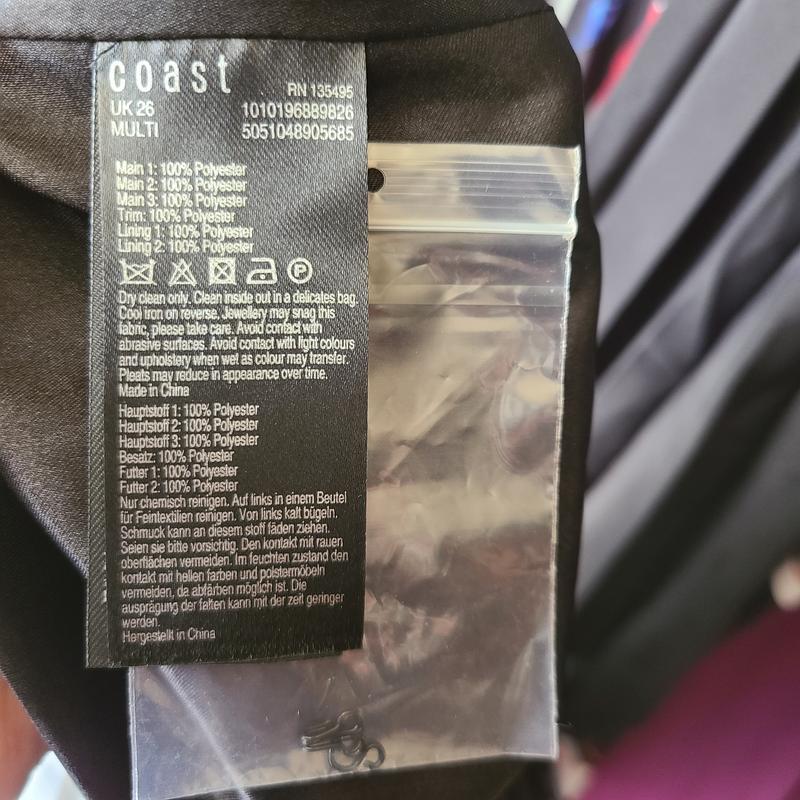 coast
RN 135495
UK 26 1010196889826
MULTI 5051048905685
Main 1: 100% Polyester
Main 2: 100% Polyester
Main 3: 100% Polyester
Trim: 100% Polyester
Lining 1: 100% Polyester
Lining 2: 100% Polyester
P
Dry clean only. Clean inside out in a delicates bag.
Cool iron on reverse. Jewellery may snag this
fabric, please take care. Avoid contact with
abrasive surfaces. Avoid contact with light colours
and upholstery when wet as colour may transfer.
Pleats may reduce in appearance over time.
Made in China
Hauptstoff 1: 100% Polyester
Hauptstoff 2: 100% Polyester
Hauptstoff 3: 100% Polyester
Besatz: 100% Polyester
Futter 1: 100% Polyester
Futter 2: 100% Polyester
Nur chemisch reinigen. Auf links in einem Beutel
für Feintextilien reinigen. Von links kalt bügeln.
Schmuck kann an diesem stoff fäden ziehen.
Seien sie bitte vorsichtig. Den kontakt mit rauen
oberflächen vermeiden. Im feuchten zustand den
kontakt mit hellen farben und polstermöbeln
vermeiden, da abfärben möglich ist. Die
ausprägung der falten kann mit der zeit geringer
werden.
Hergestellt in China